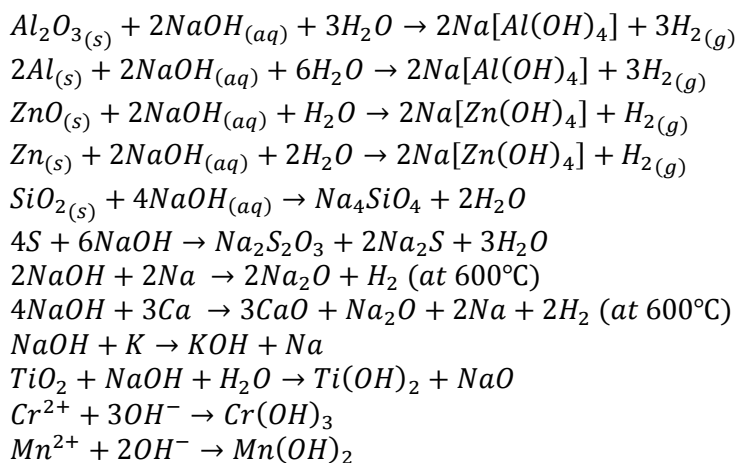 Al₂O₃₍ₛ₎ + 2NaOH₍ₐq₎ + 3H₂O → 2Na[Al(OH)₄] + 3H₂₍g₎
2Al₍ₛ₎ + 2NaOH₍ₐq₎ + 6H₂O → 2Na[Al(OH)₄] + 3H₂₍g₎
ZnO₍ₛ₎ + 2NaOH₍ₐq₎ + H₂O → 2Na[Zn(OH)₄] + H₂₍g₎
Zn₍ₛ₎ + 2NaOH₍ₐq₎ + 2H₂O → 2Na[Zn(OH)₄] + H₂₍g₎
SiO₂₍ₛ₎ + 4NaOH₍ₐq₎ → Na₄SiO₄ + 2H₂O
4S + 6NaOH → Na₂S₂O₃ + 2Na₂S + 3H₂O
2NaOH + 2Na → 2Na₂O + H₂ (at 600℃)
4NaOH + 3Ca → 3CaO + Na₂O + 2Na + 2H₂ (at 600℃)
NaOH + K → KOH + Na
TiO₂ + NaOH + H₂O → Ti(OH)₂ + NaO
Cr²⁺ + 3OH⁻ → Cr(OH)₃
Mn²⁺ + 2OH⁻ → Mn(OH)₂